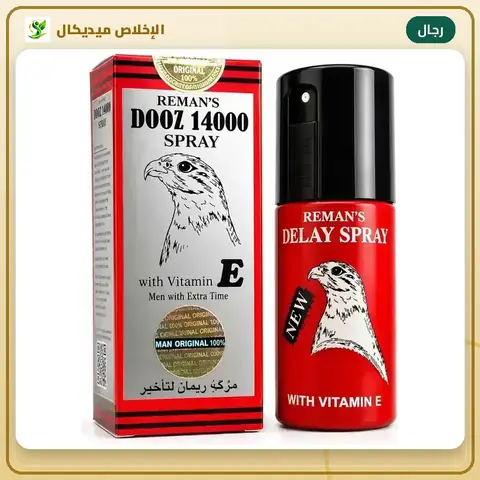 الإخلاص ميديكال
رجال
ORIGINAL
100%
REMAN'S
DOOZ 14000
SPRAY
with Vitamin E
Men with Extra Time
MAN ORIGINAL 100%
مركب ريمان لتأخير
REMAN'S
DELAY SPRAY
NEW
WITH VITAMIN E